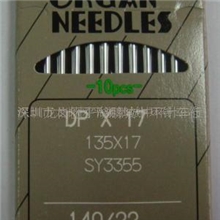 ORGAN
NEEDLES
-10pcs-
DP X 17
135X17
SY3355
140/22